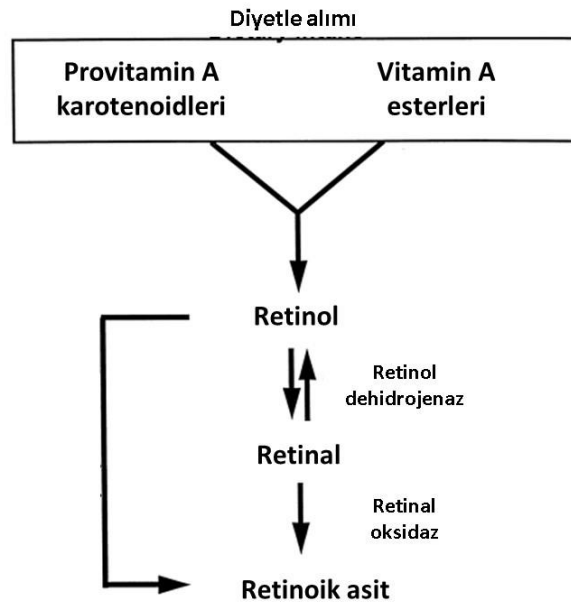 Diyetle alımı
Provitamin A
karotenoidleri
Vitamin A
esterleri
Retinol
Retinol
dehidrojenaz
Retinal
Retinal
oksidaz
Retinoik asit